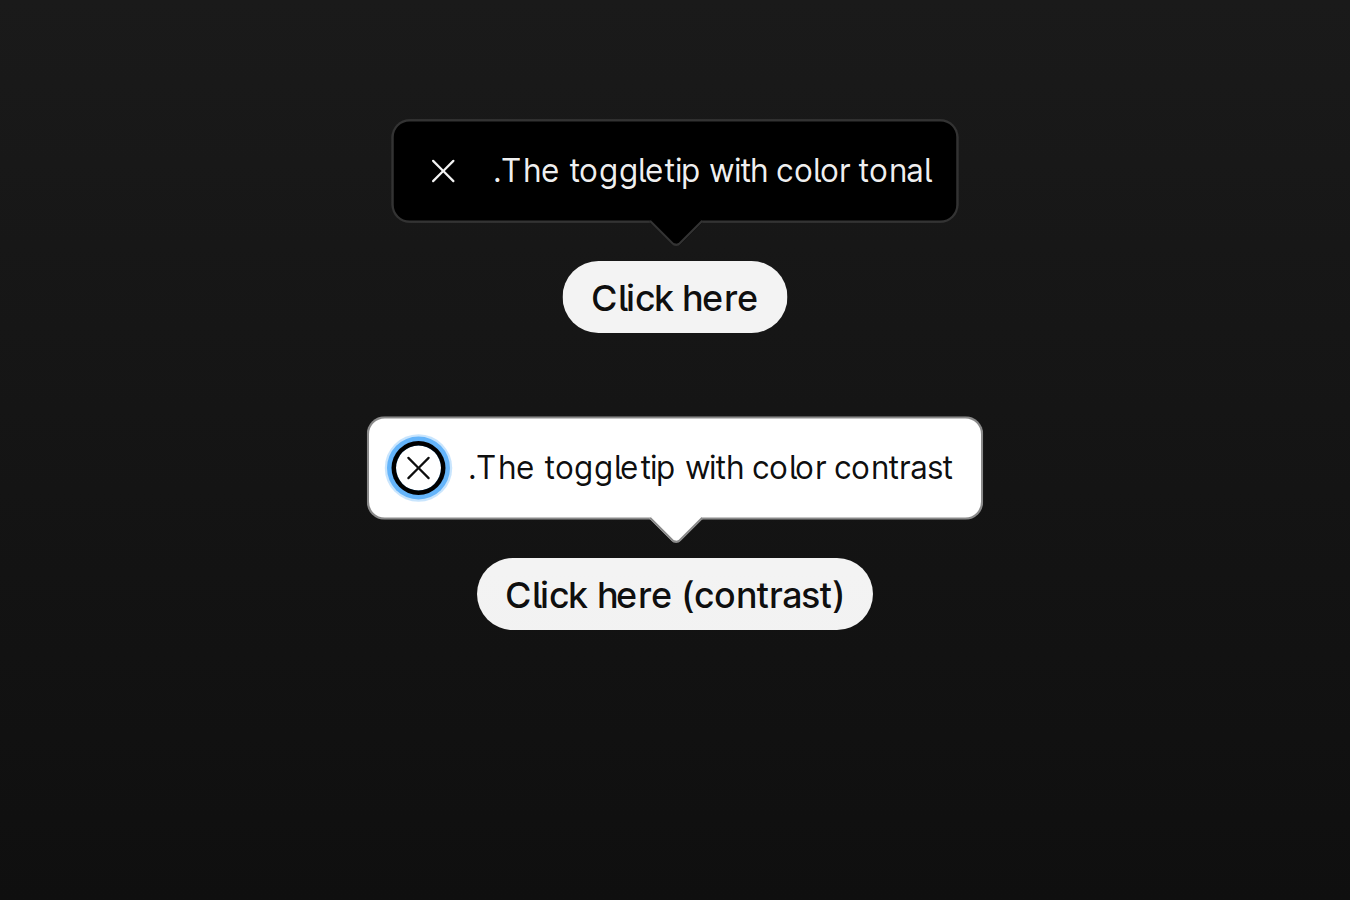 .The toggletip with color tonal
Click here
.The toggletip with color contrast
Click here (contrast)